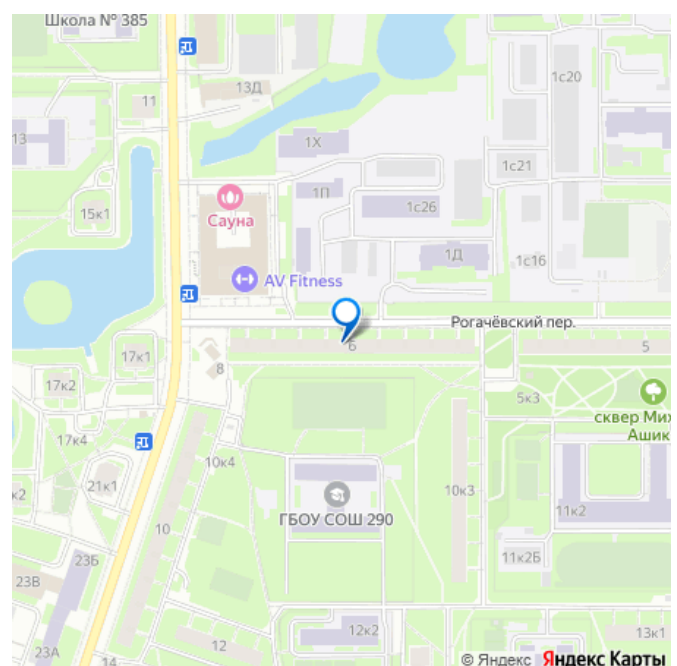 Школа № 385
13Д
11
1с20
13
1Х
1с21
1П
15к1
1с26
Сауна
1Д
1с16
AV Fitness
Рогачёвский пер.
6
5
17к1
8
17к2
5к3
сквер Мих
Ашик
17к4
10к4
21к1
к2
10к3
ГБОУ СОШ 290
11к2
10
23Б
11к2Б
23В
12к2
13к1
12
23А
14
© Яндекс Яндекс Карты